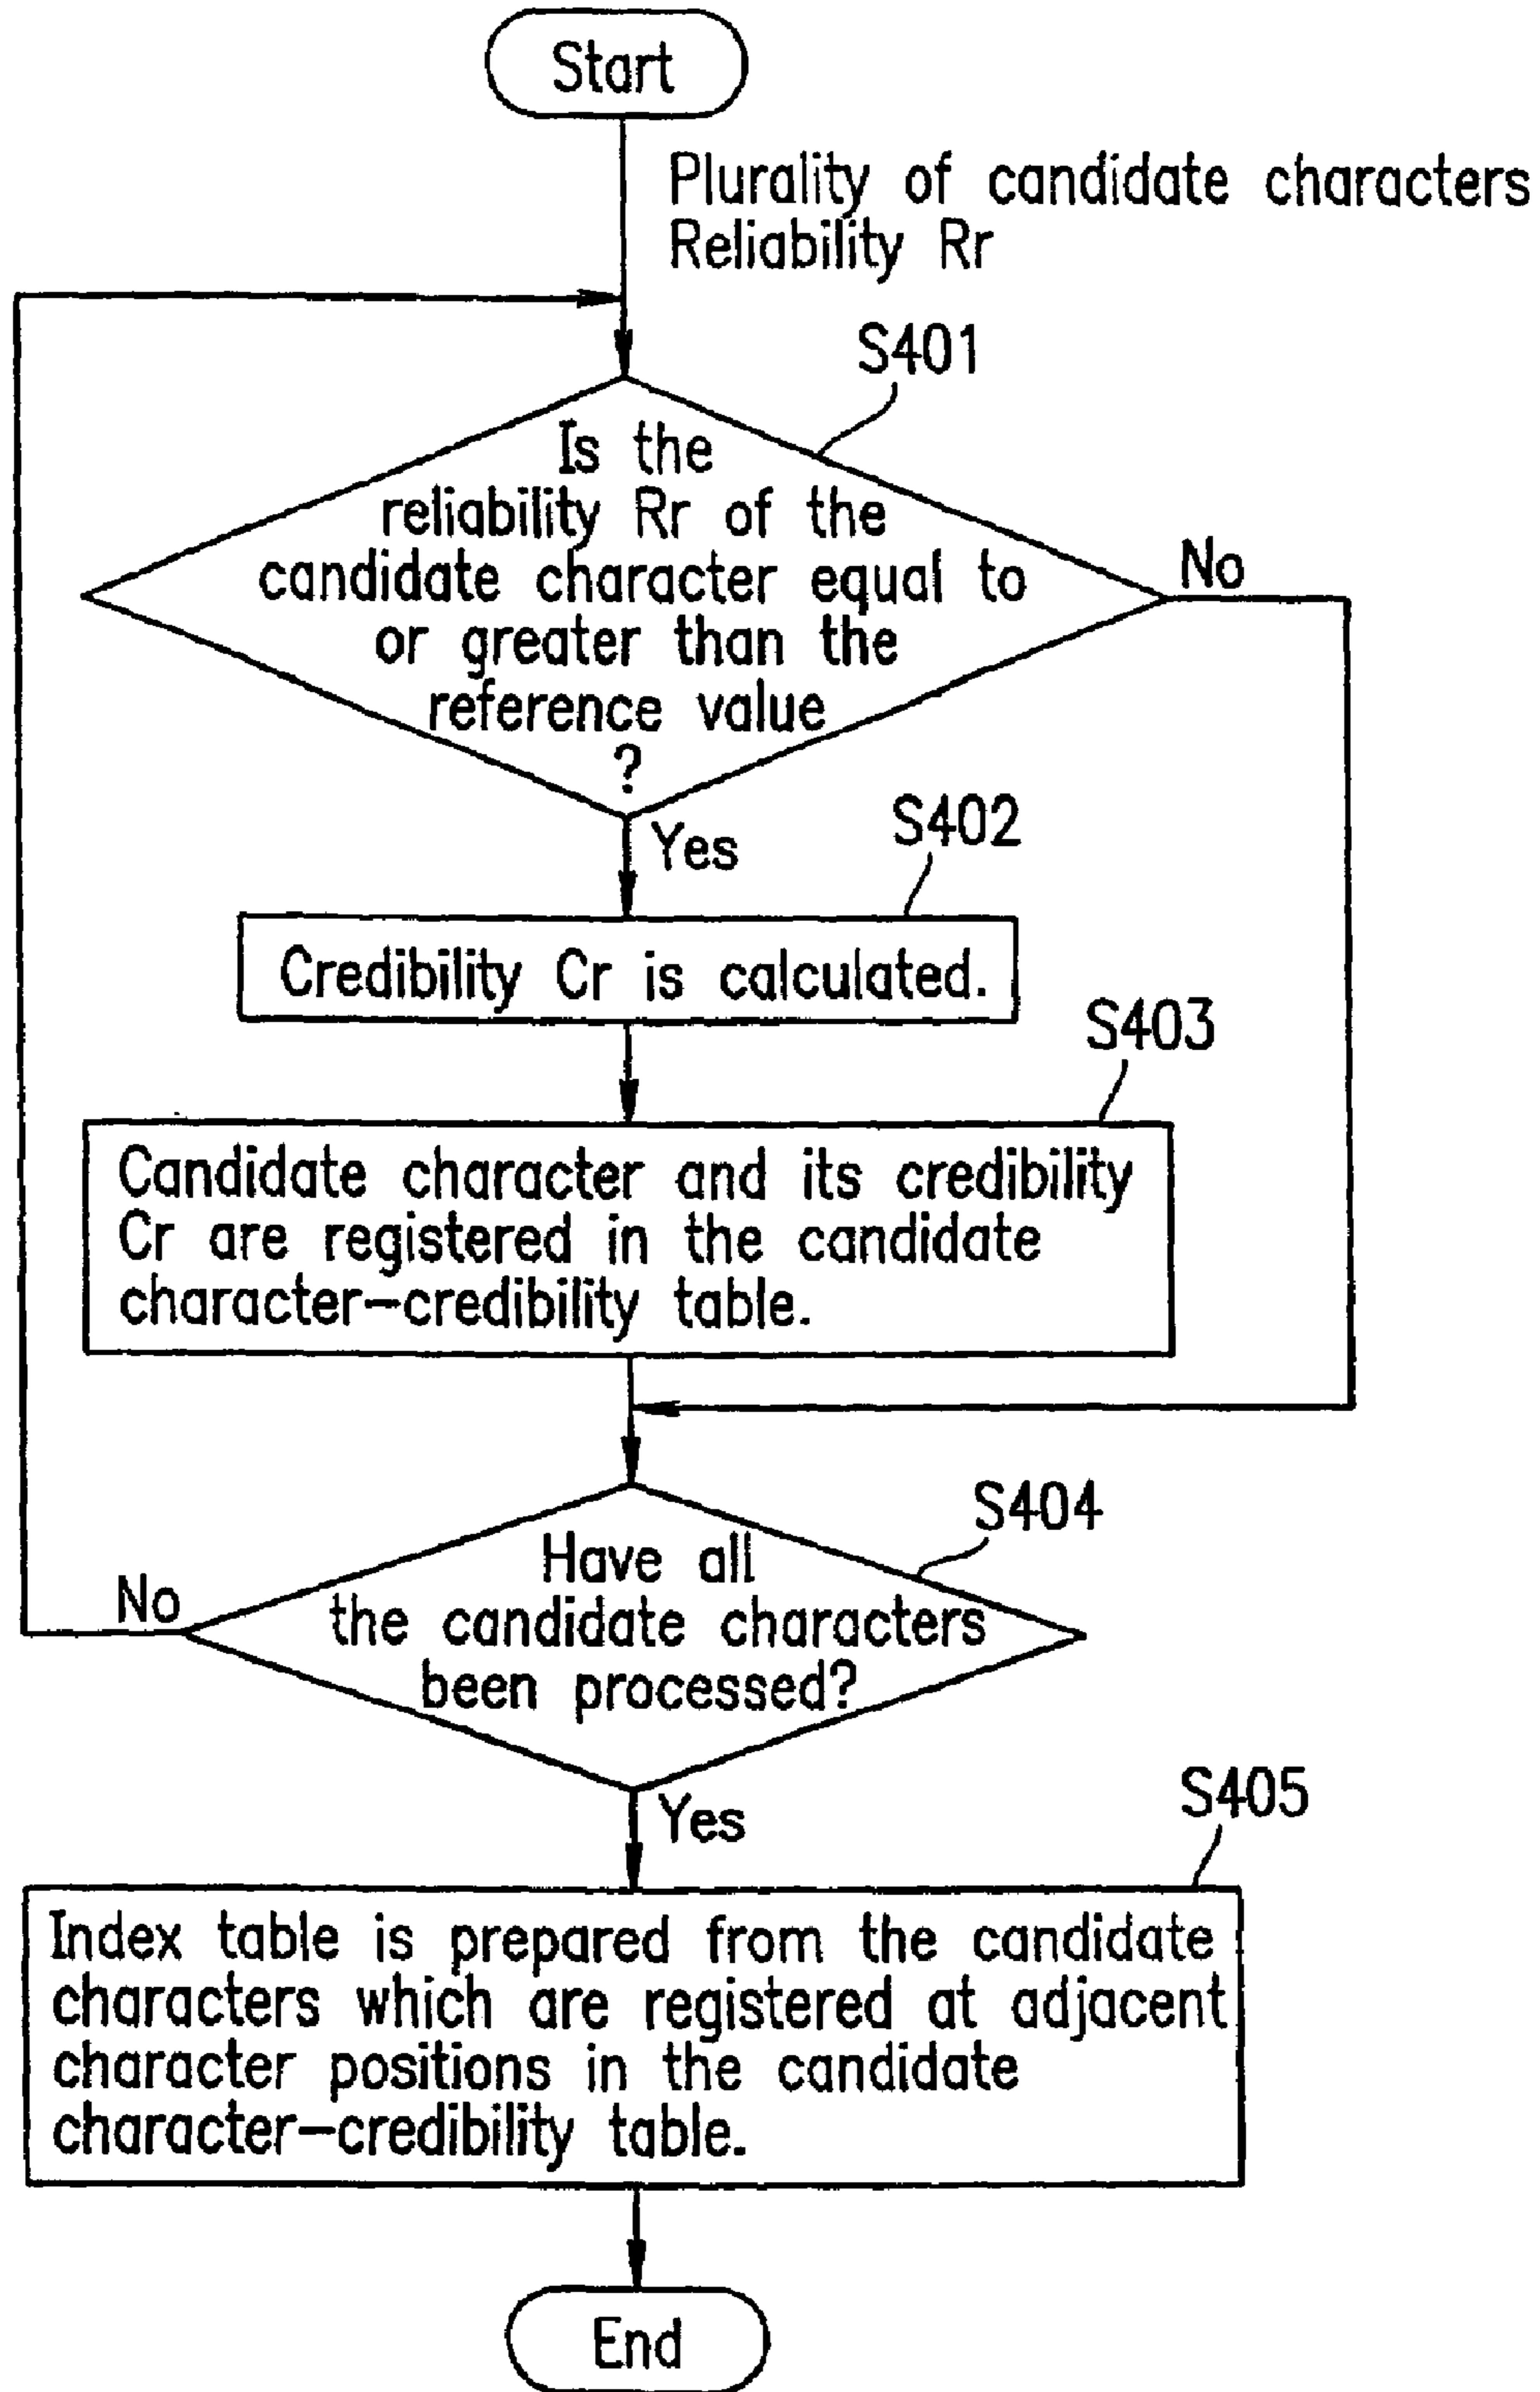 Start
Plurality of candidate characters
Reliability Rr
S401
Is the
reliability Rr of the
candidate character equal to
or greater than the
reference value
?
No
Yes
S402
Credibility Cr is calculated.
S403
Candidate character and its credibility
Cr are registered in the candidate
character-credibility table.
S404
Have all
the candidate characters
been processed?
No
Yes
S405
Index table is prepared from the candidate
characters which are registered at adjacent
character positions in the candidate
character-credibility table.
End